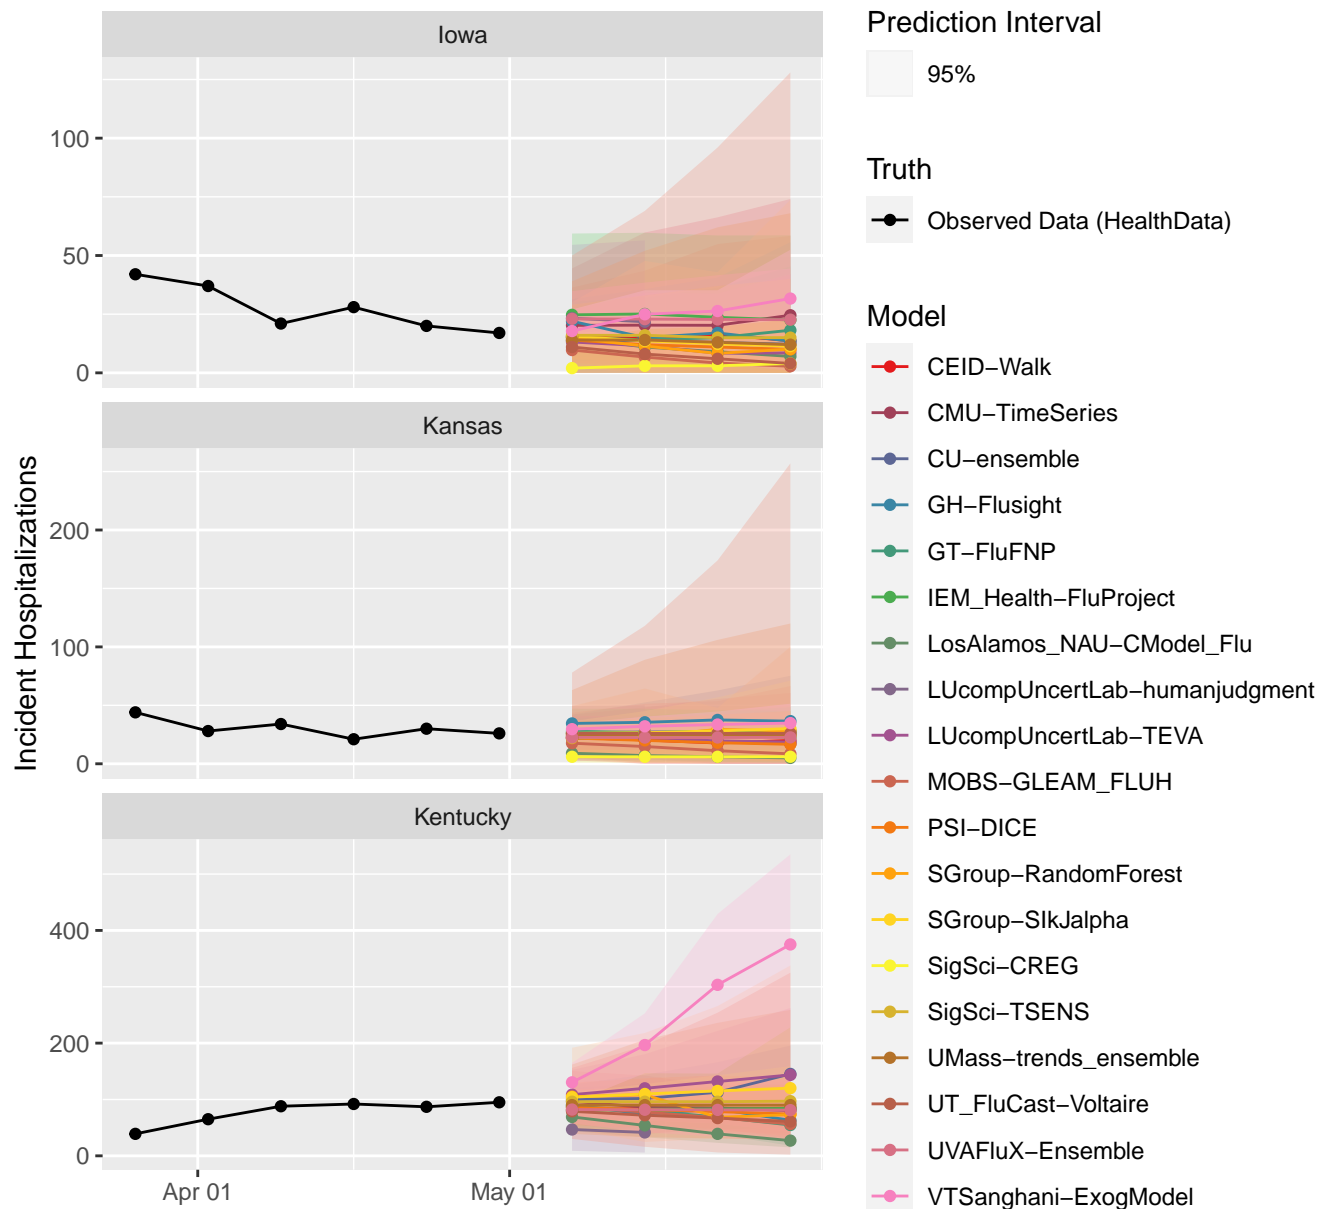 Iowa
100
50
0
Kansas
200
100
0
Kentucky
400
200
0
Apr 01
May 01
Incident Hospitalizations
Prediction Interval
95%
Truth
Observed Data (HealthData)
Model
CEID−Walk
CMU−TimeSeries
CU−ensemble
GH−Flusight
GT−FluFNP
IEM_Health−FluProject
LosAlamos_NAU−CModel_Flu
LUcompUncertLab−humanjudgment
LUcompUncertLab−TEVA
MOBS−GLEAM_FLUH
PSI−DICE
SGroup−RandomForest
SGroup−SIkJalpha
SigSci−CREG
SigSci−TSENS
UMass−trends_ensemble
UT_FluCast−Voltaire
UVAFluX−Ensemble
VTSanghani−ExogModel